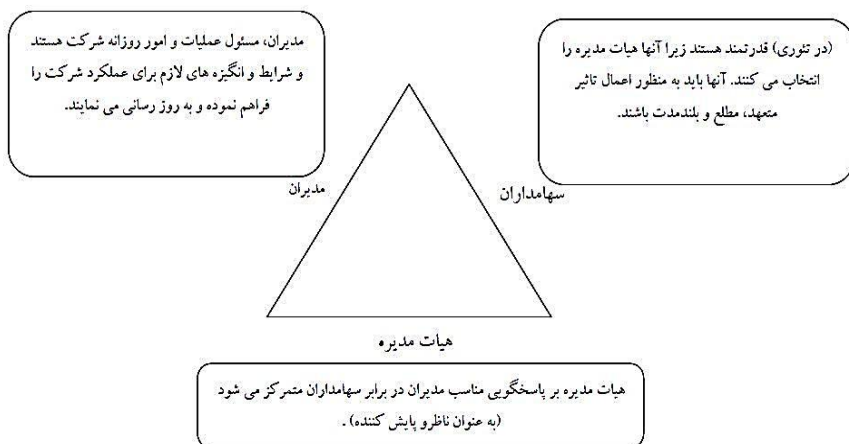 (در تئوری) قدرتمند هستند زیرا آنها هیات مدیره را
انتخاب می کنند. آنها باید به منظور اعمال تاثیر
متعهد، مطلع و بلندمدت باشند.
سهامداران
مدیران، مسئول عملیات و امور روزانه شرکت هستند
و شرایط و انگیزه های لازم برای عملکرد شرکت را
فراهم نموده و به روز رسانی می نمایند.
مدیران
هیات مدیره
هیات مدیره بر پاسخگویی مناسب مدیران در برابر سهامداران متمرکز می شود
(به عنوان ناظرو پایش کننده) .